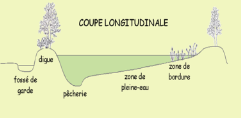 COUPE LONGITUDINALE
digue
fossé de
garde
pêcherie
zone de
pleine-eau
zone de
bordure